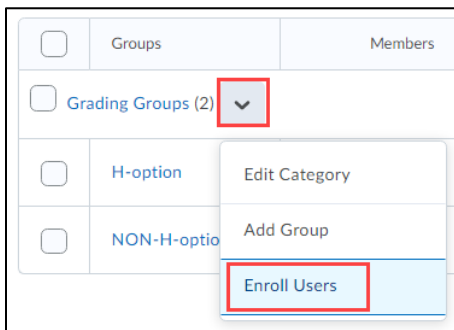 Groups Members
Grading Groups (2)
H-option
Edit Category
NON-H-optio
Add Group
Enroll Users